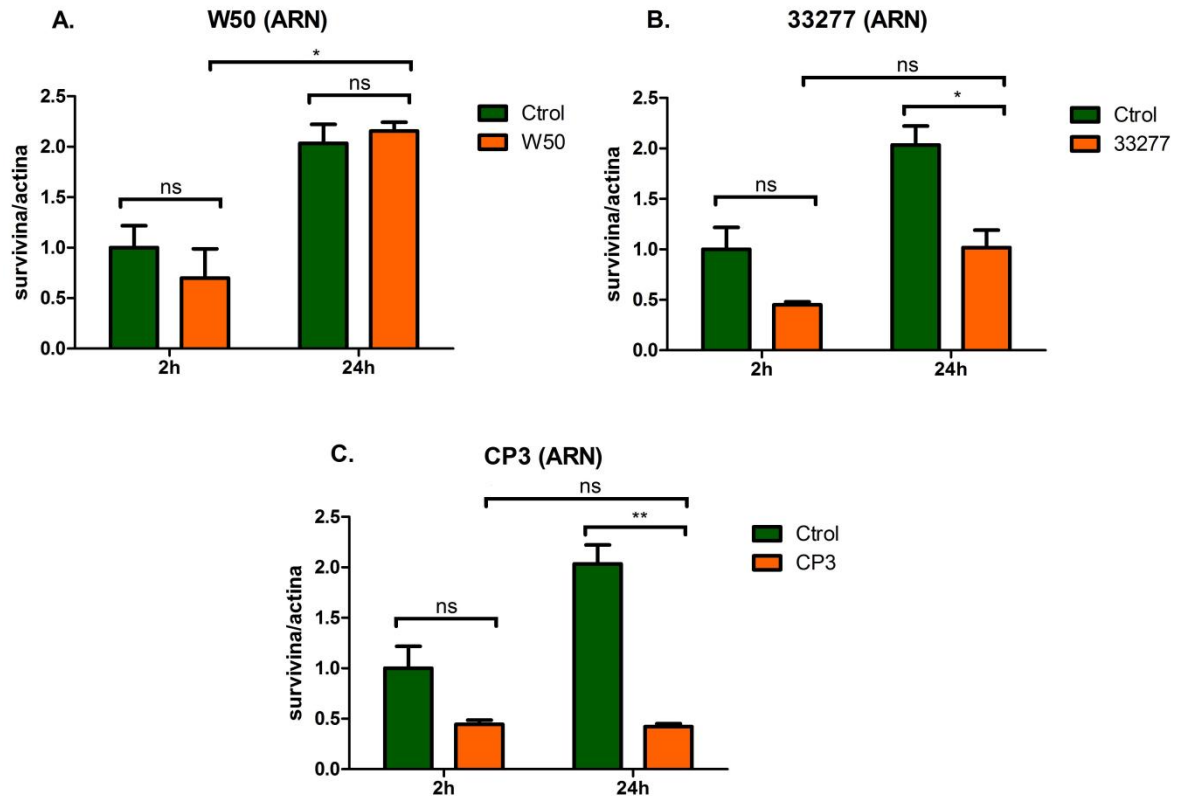 A. W50 (ARN)
*
ns
ns
survivina/actina
2.5
2.0
1.5
1.0
0.5
0.0
2h 24h
Ctrol
W50
B. 33277 (ARN)
ns
*
ns
survivina/actina
2.5
2.0
1.5
1.0
0.5
0.0
2h 24h
Ctrol
33277
C. CP3 (ARN)
ns
**
ns
survivina/actina
2.5
2.0
1.5
1.0
0.5
0.0
2h 24h
Ctrol
CP3